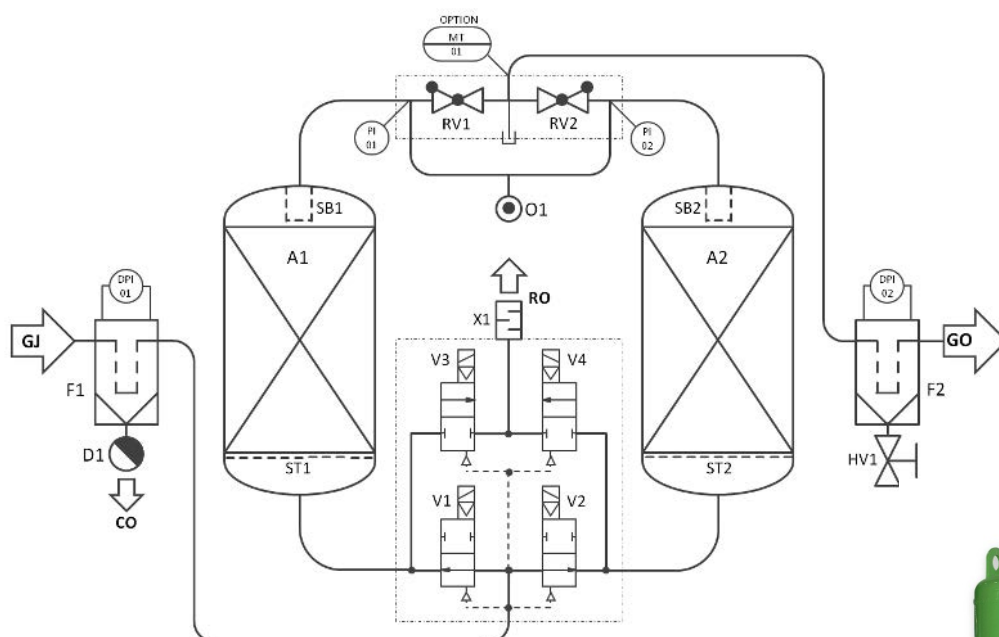 OPTION
MT
01
RV1
RV2
PI
01
PI
02
SB1
O1
SB2
A1
A2
DPI
01
RO
DPI
02
X1
GJ
GO
V3
V4
F1
F2
D1
ST1
ST2
HV1
V1
V2
CO